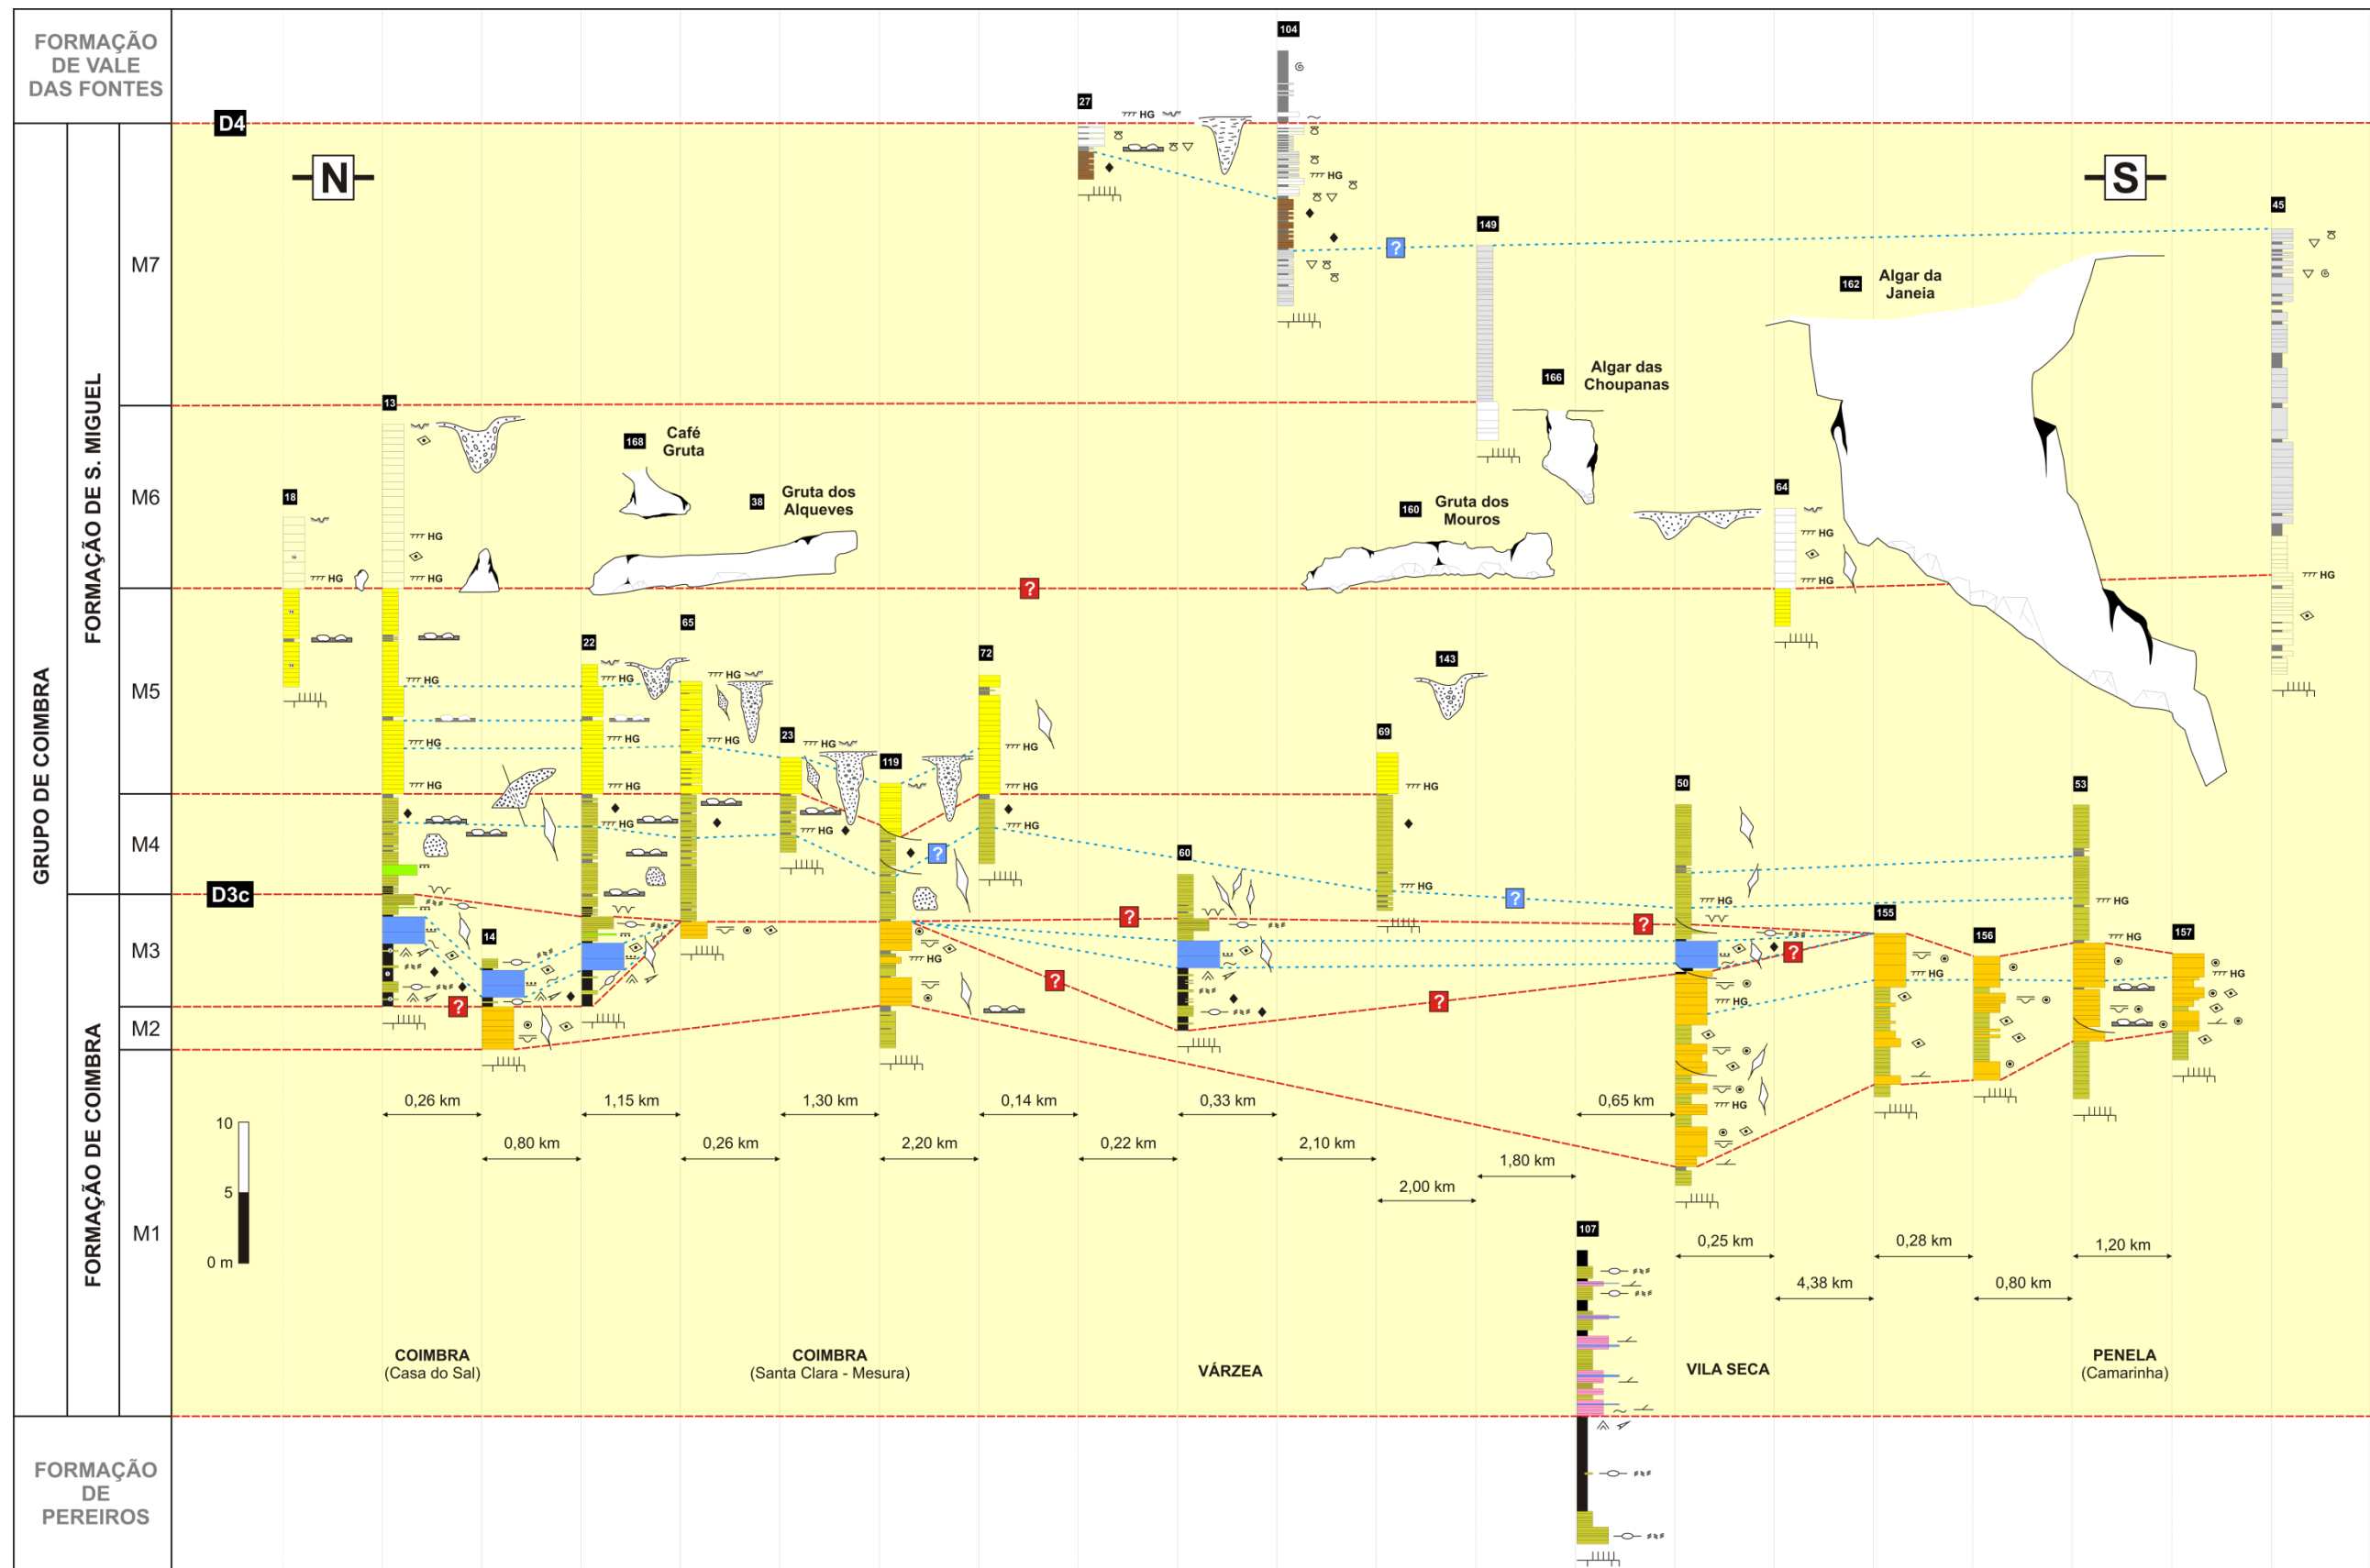 FORMAÇÃO
DE VALE
DAS FONTES
104
27
HG
D4
N
S
HG
45
149
M7
162
Algar da
Janeia
166
Algar das
Choupanas
13
168
Café
Gruta
FORMAÇÃO DE S. MIGUEL
M6
18
38
Gruta dos
Alqueves
160
Gruta dos
Mouros
64
HG
HG
HG
HG
HG
HG
?
65
22
72
143
M5
HG
HG
HG
HG
HG
HG
23
HG
69
HG
119
HG
HG
HG
HG
50
53
GRUPO DE COIMBRA
M4
HG
HG
HG
?
60
HG
?
HG
HG
D3c
?
?
155
156
157
14
HG
M3
HG
?
HG
HG
?
?
HG
?
M2
FORMAÇÃO DE COIMBRA
HG
0,26 km
1,15 km
1,30 km
0,14 km
0,33 km
0,65 km
10
0,80 km
0,26 km
2,20 km
0,22 km
2,10 km
1,80 km
5
2,00 km
0 m
M1
107
0,25 km
0,28 km
1,20 km
4,38 km
0,80 km
COIMBRA
(Casa do Sal)
COIMBRA
(Santa Clara - Mesura)
VÁRZEA
VILA SECA
PENELA
(Camarinha)
FORMAÇÃO
DE
PEREIROS